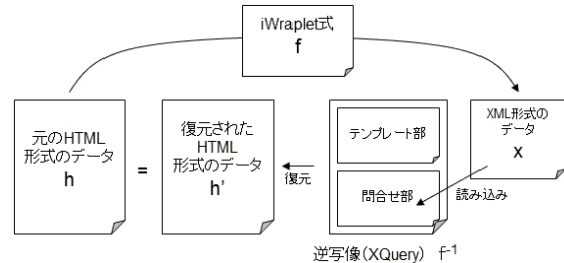 iWraplet式
f
元のHTML
形式のデータ
h
=
復元された
HTML
形式のデータ
h'
復元
テンプレート部
問合せ部
読み込み
XML形式の
データ
x
逆写像(XQuery) f-1